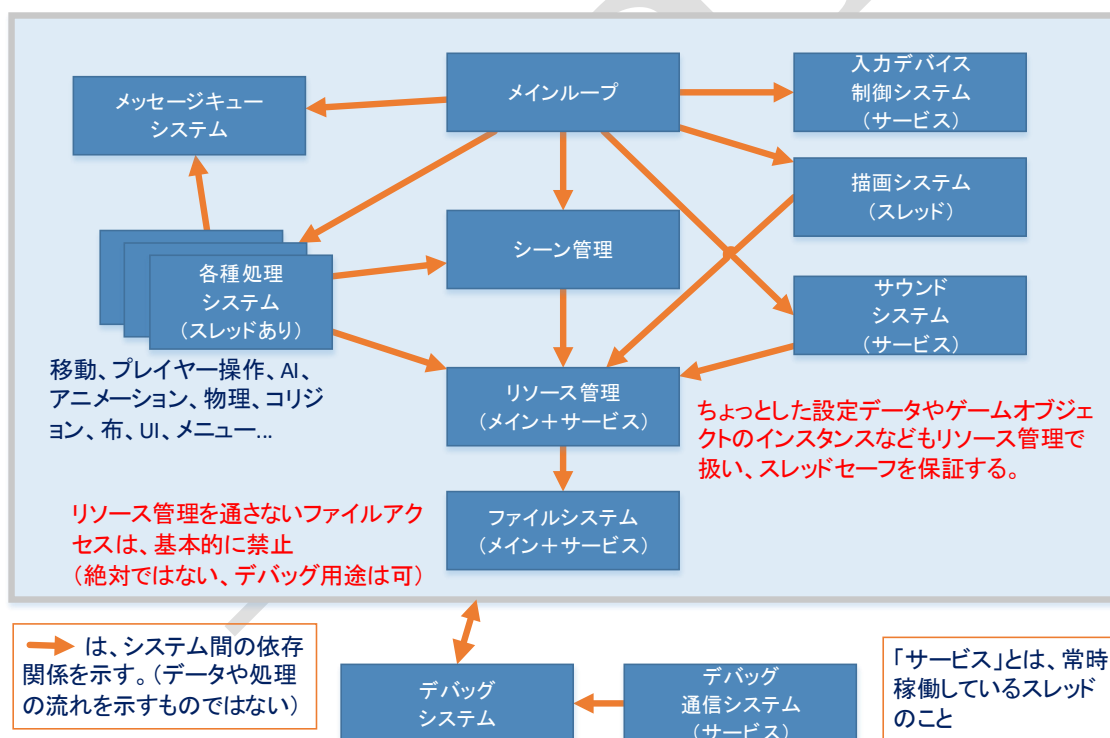 メッセージキュー
システム
メインループ
入力デバイス
制御システム
（サービス）
描画システム
（スレッド）
シーン管理
各種処理
システム
（スレッドあり）
サウンド
システム
（サービス）
移動、プレイヤー操作、AI、
アニメーション、物理、コリジ
ョン、布、UI、メニュー...
リソース管理
（メイン＋サービス）
ちょっとした設定データやゲームオブジェ
クトのインスタンスなどもリソース管理で
扱い、スレッドセーフを保証する。
リソース管理を通さないファイルアク
セスは、基本的に禁止
（絶対ではない、デバッグ用途は可）
ファイルシステム
（メイン＋サービス）
は、システム間の依存
関係を示す。（データや処理
の流れを示すものではない）
デバッグ
システム
デバッグ
通信システム
（サービス）
「サービス」とは、常時
稼働しているスレッド
のこと